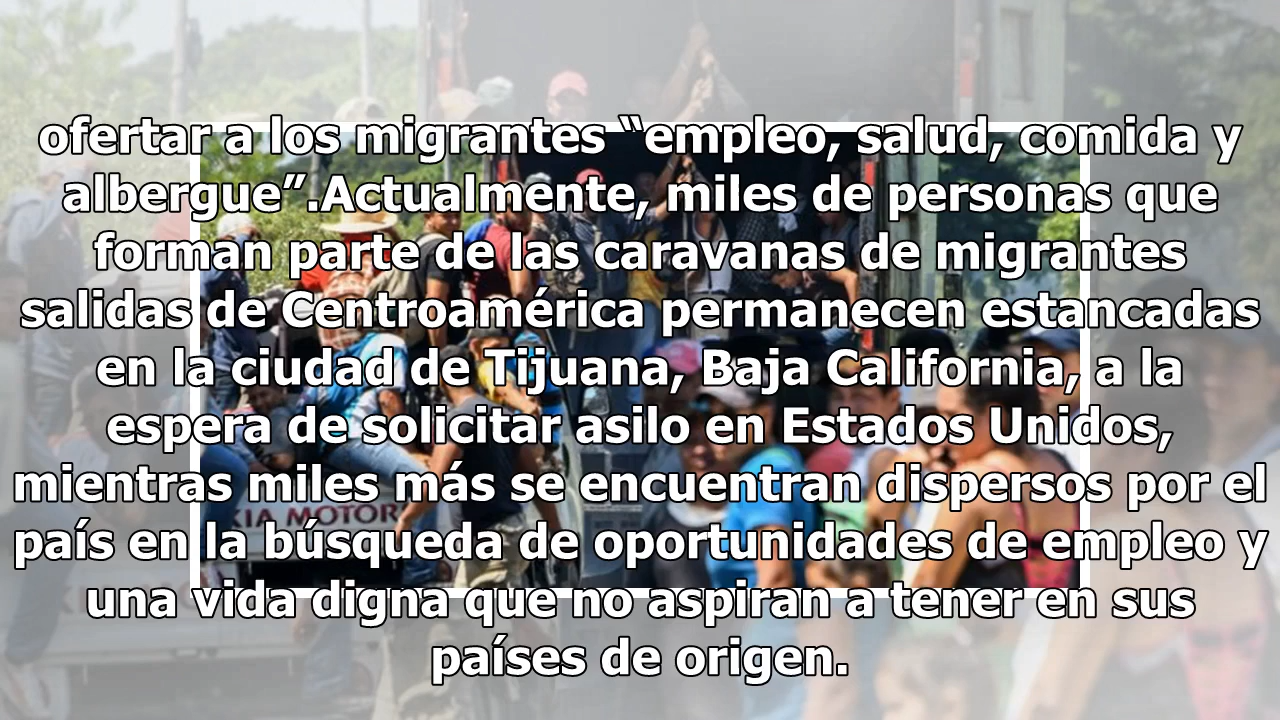 ofertar a los migrantes “empleo, salud, comida y
albergue”.Actualmente, miles de personas que
forman parte de las caravanas de migrantes
salidas de Centroamérica permanecen estancadas
en la ciudad de Tijuana, Baja California, a la
espera de solicitar asilo en Estados Unidos,
mientras miles más se encuentran dispersos por el
país en la búsqueda de oportunidades de empleo y
una vida digna que no aspiran a tener en sus
países de origen.
KIA MOTOR